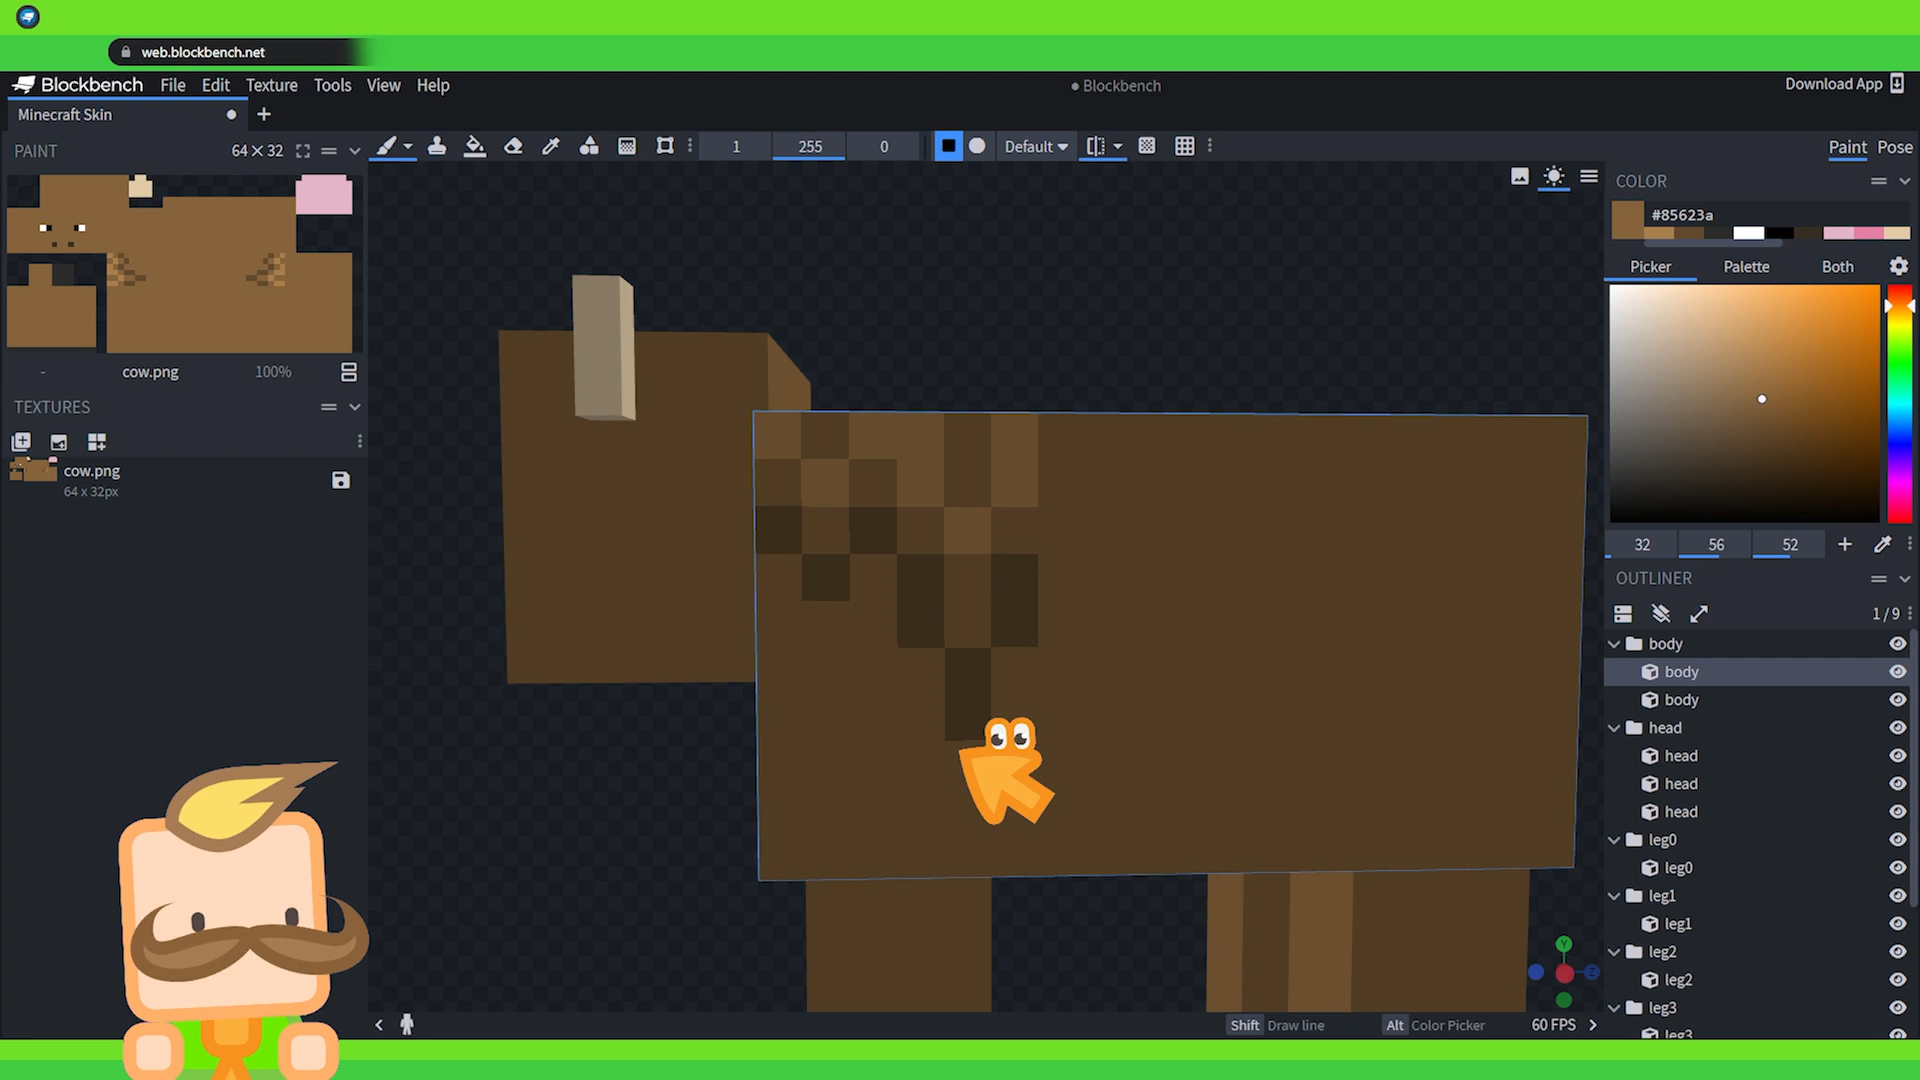 web.blockbench.net
Blockbench File Edit Texture Tools View Help
Blockbench
Download App
Minecraft Skin
PAINT 64 × 32
1 255 0 Default
Paint Pose
COLOR
#85623a
Picker Palette Both
- cow.png 100%
TEXTURES
cow.png
64 x 32px
32 56 52
OUTLINER
1 / 9
body
body
body
head
head
head
head
leg0
leg0
leg1
leg1
leg2
leg2
leg3
leg3
Y
Z
Shift Draw line Alt Color Picker 60 FPS